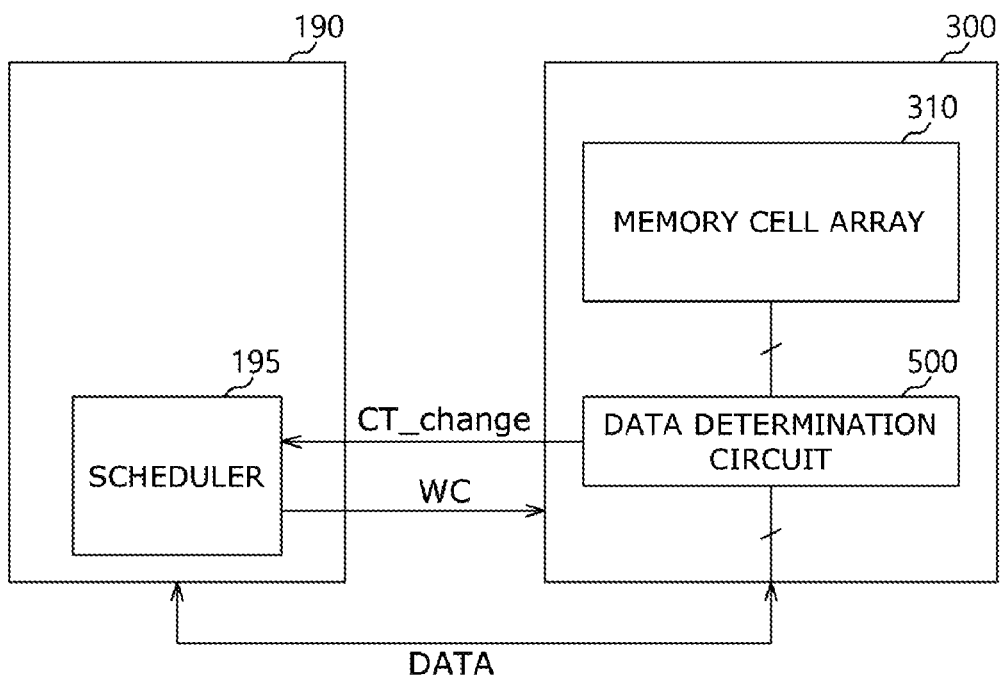 190
300
310
MEMORY CELL ARRAY
195
500
CT_change
DATA DETERMINATION
CIRCUIT
SCHEDULER
WC
DATA